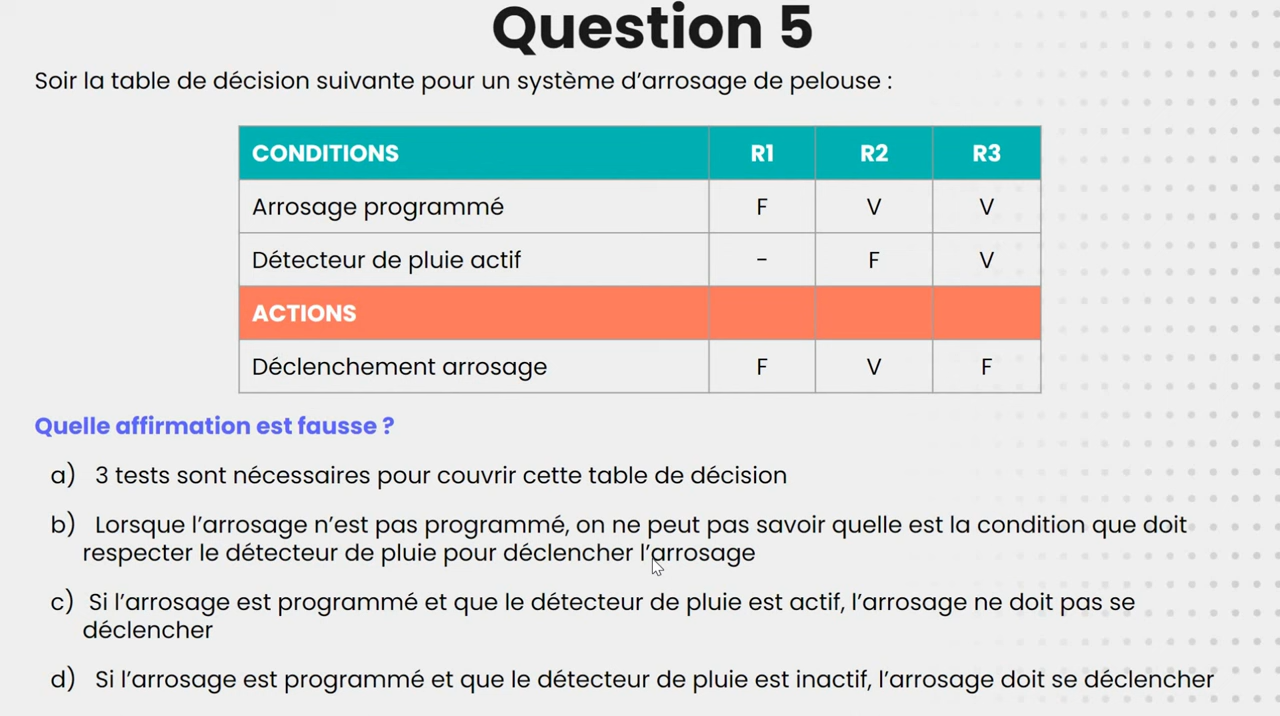 Question 5
Soir la table de décision suivante pour un système d'arrosage de pelouse :
CONDITIONS R1 R2 R3
Arrosage programmé F V V
Détecteur de pluie actif - F V
ACTIONS
Déclenchement arrosage F V F
Quelle affirmation est fausse ?
a) 3 tests sont nécessaires pour couvrir cette table de décision
b) Lorsque l'arrosage n'est pas programmé, on ne peut pas savoir quelle est la condition que doit
respecter le détecteur de pluie pour déclencher l'arrosage
c) Si l'arrosage est programmé et que le détecteur de pluie est actif, l'arrosage ne doit pas se
déclencher
d) Si l'arrosage est programmé et que le détecteur de pluie est inactif, l'arrosage doit se déclencher